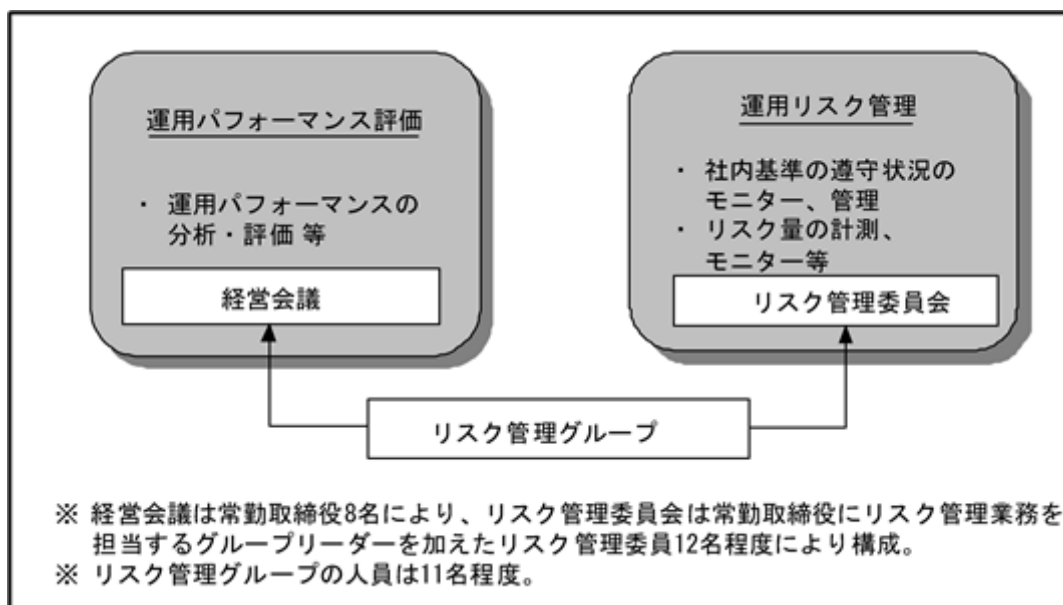 運用パフォーマンス評価
・ 運用パフォーマンスの
分析・評価 等
経営会議
運用リスク管理
・ 社内基準の遵守状況の
モニター、管理
・ リスク量の計測、
モニター等
リスク管理委員会
リスク管理グループ
※ 経営会議は常勤取締役8名により、リスク管理委員会は常勤取締役にリスク管理業務を
担当するグループリーダーを加えたリスク管理委員12名程度により構成。
※ リスク管理グループの人員は11名程度。